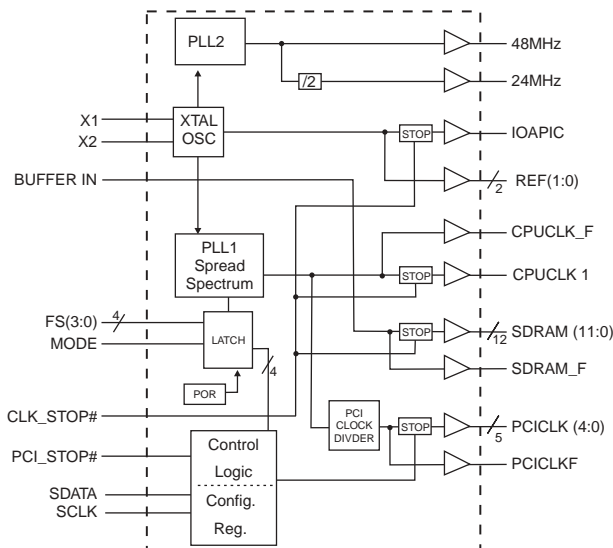 PLL2
48MHz
/2
24MHz
X1
X2
XTAL
OSC
STOP
IOAPIC
BUFFER IN
2
REF(1:0)
PLL1
Spread
Spectrum
CPUCLK_F
STOP
CPUCLK 1
FS(3:0)
4
MODE
LATCH
4
STOP
12
SDRAM (11:0)
SDRAM_F
POR
CLK_STOP#
PCI
CLOCK
DIVDER
STOP
5
PCICLK (4:0)
PCICLKF
PCI_STOP#
Control
Logic
SDATA
SCLK
Config.
Reg.